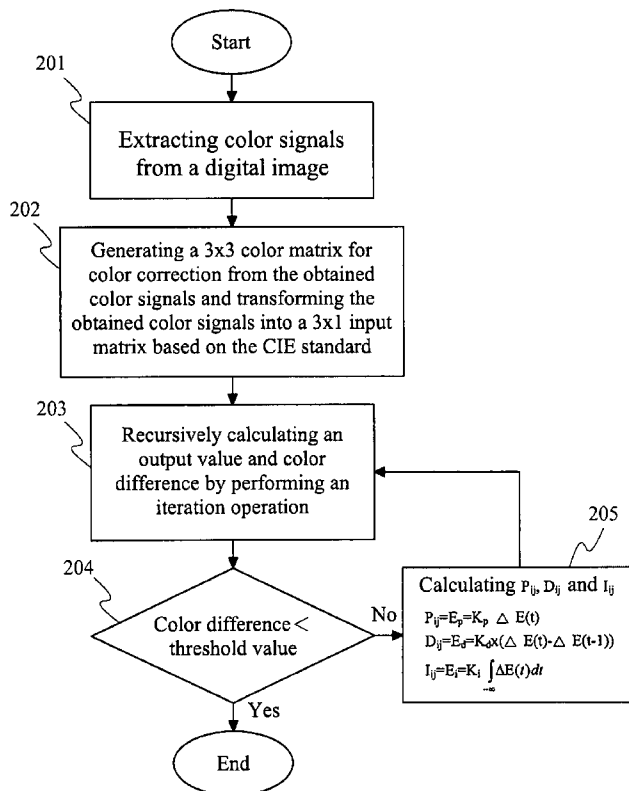 Start
201
Extracting color signals
from a digital image
202
Generating a 3x3 color matrix for
color correction from the obtained
color signals and transforming the
obtained color signals into a 3x1 input
matrix based on the CIE standard
203
Recursively calculating an
output value and color
difference by performing an
iteration operation
204
Color difference <
threshold value
No
Yes
End
205
Calculating Pij, Dij and Iij
Pij=Ep=Kp △ E(t)
Dij=Ed=Kdx(△ E(t)-△ E(t-1))
Iij=Ei=Ki ∫ΔE(t)dt
-∞